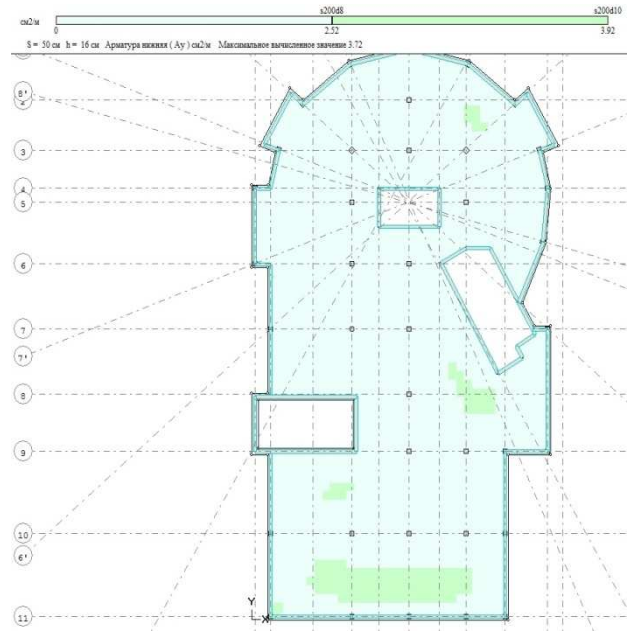 s200d8 s200d10
см2/м
0 2.52 3.92
S = 50 см h = 16 см Арматура нижняя ( Ау ) см2/м Максимальное вычисленное значение 3.72
8'
3
4
5
6
7
7'
8
9
10
6'
Y
X
11